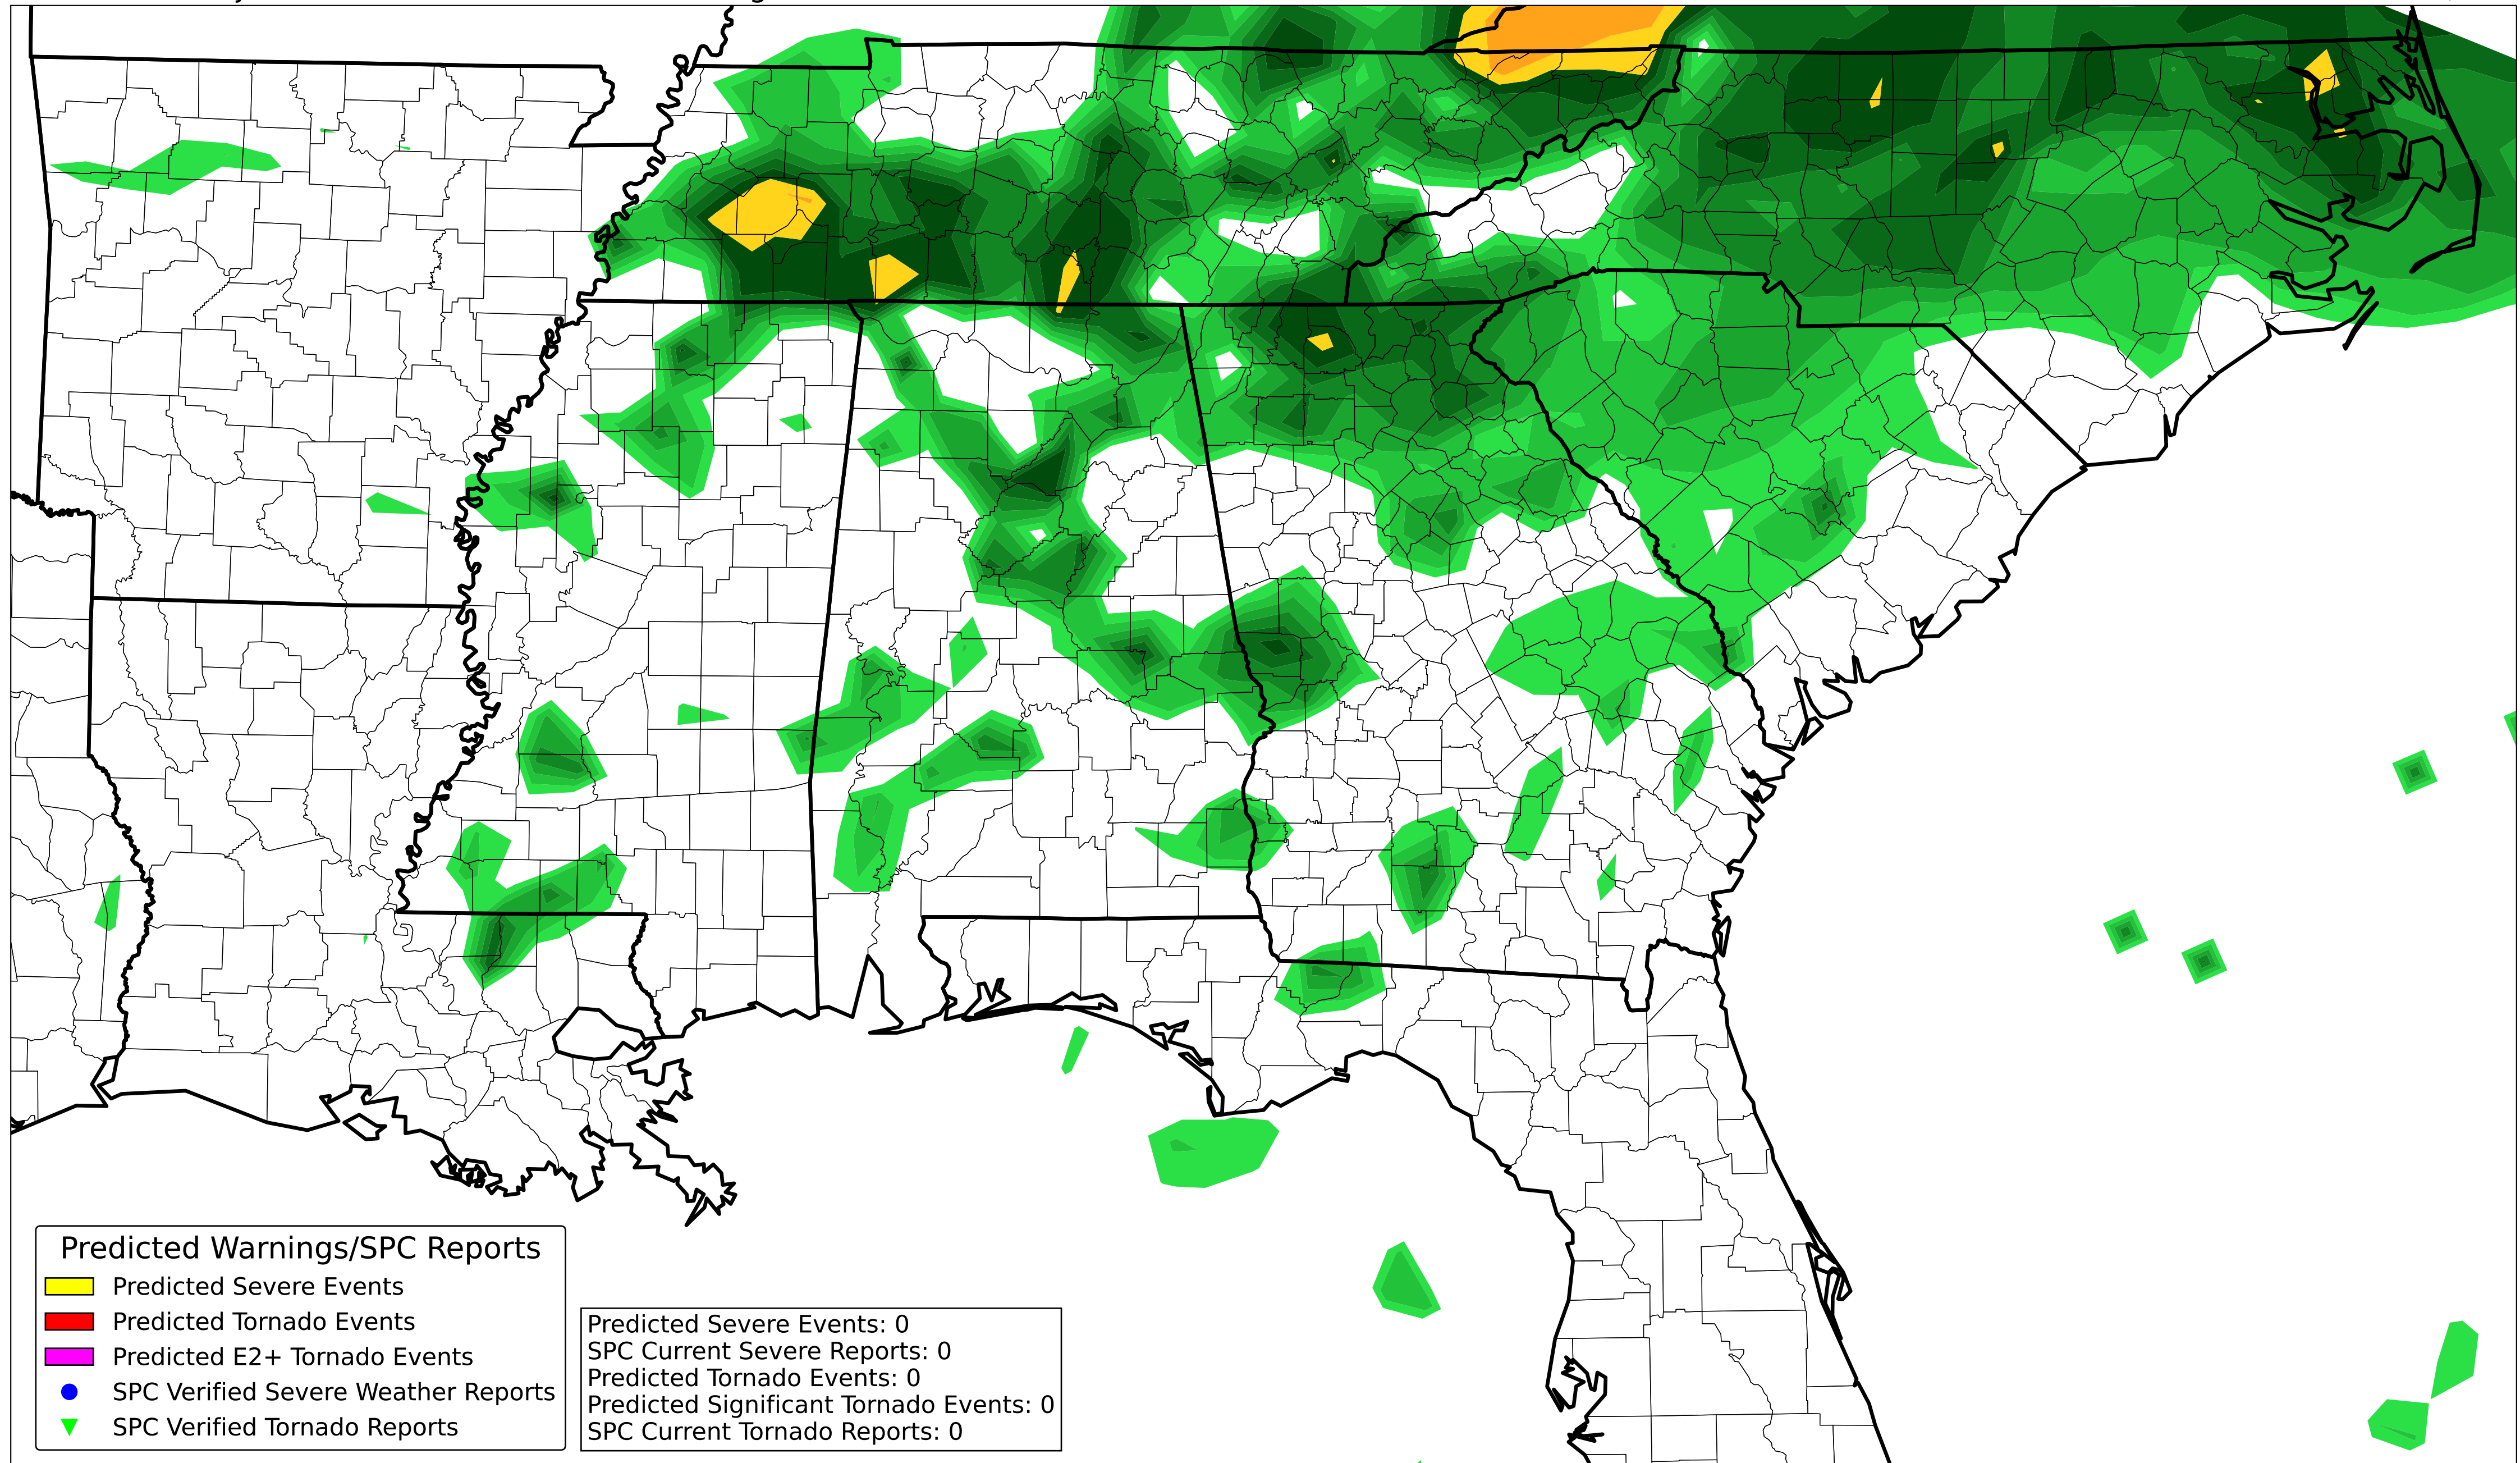 Predicted Warnings/SPC Reports
Predicted Severe Events
Predicted Tornado Events
Predicted E2+ Tornado Events
SPC Verified Severe Weather Reports
SPC Verified Tornado Reports
Predicted Severe Events: 0
SPC Current Severe Reports: 0
Predicted Tornado Events: 0
Predicted Significant Tornado Events: 0
SPC Current Tornado Reports: 0